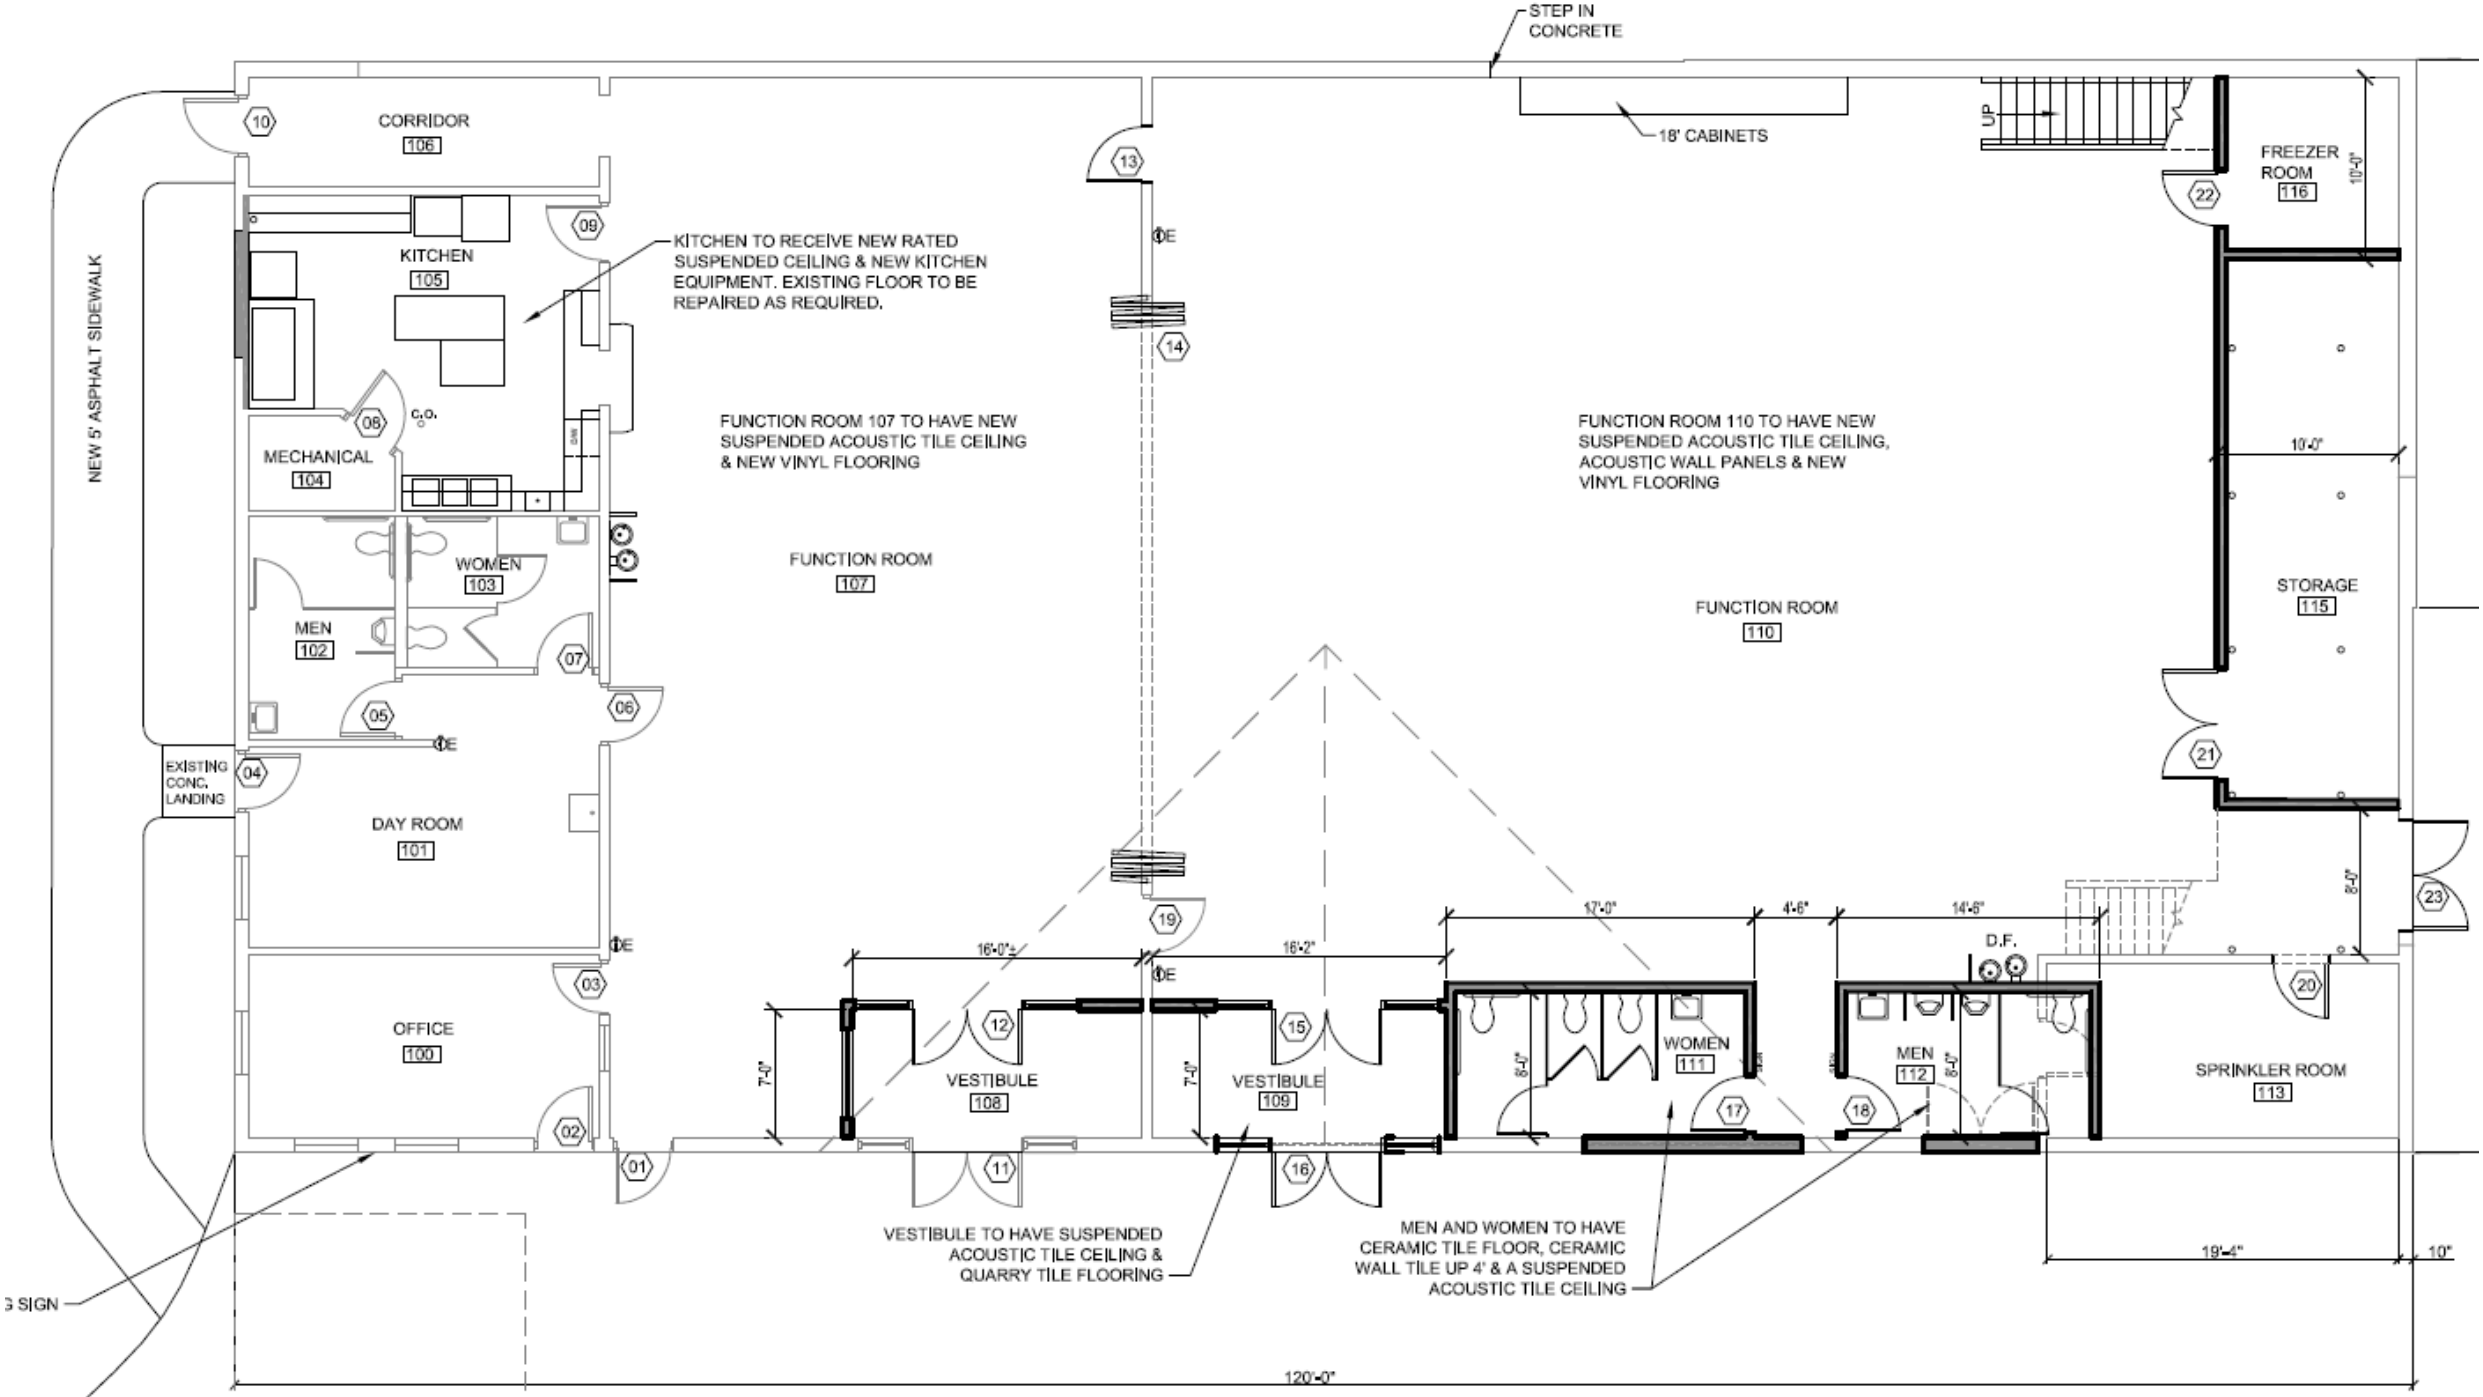 STEP IN
CONCRETE
18' CABINETS
UP
10
CORRIDOR
106
13
FREEZER
ROOM
116
10'-0"
22
09
KITCHEN
105
KITCHEN TO RECEIVE NEW RATED
SUSPENDED CEILING & NEW KITCHEN
EQUIPMENT. EXISTING FLOOR TO BE
REPAIRED AS REQUIRED.
E
14
NEW 5' ASPHALT SIDEWALK
08
C.O.
MECHANICAL
104
FUNCTION ROOM 107 TO HAVE NEW
SUSPENDED ACOUSTIC TILE CEILING
& NEW VINYL FLOORING
FUNCTION ROOM 110 TO HAVE NEW
SUSPENDED ACOUSTIC TILE CEILING,
ACOUSTIC WALL PANELS & NEW
VINYL FLOORING
10'-0"
WOMEN
103
FUNCTION ROOM
107
FUNCTION ROOM
110
STORAGE
115
MEN
102
07
05
06
E
21
EXISTING
CONC.
LANDING
04
DAY ROOM
101
8'-0"
23
19
17'-0"
4'-6"
14'-6"
E
16'-0"±
16'-2"
E
D.F.
03
20
OFFICE
100
12
15
7'-0"
7'-0"
VESTIBULE
108
VESTIBULE
109
8'-0"
WOMEN
111
MEN
112
8'-0"
SPRINKLER ROOM
113
02
01
11
16
17
18
VESTIBULE TO HAVE SUSPENDED
ACOUSTIC TILE CEILING &
QUARRY TILE FLOORING
MEN AND WOMEN TO HAVE
CERAMIC TILE FLOOR, CERAMIC
WALL TILE UP 4' & A SUSPENDED
ACOUSTIC TILE CEILING
19'-4"
10"
G SIGN
120'-0"